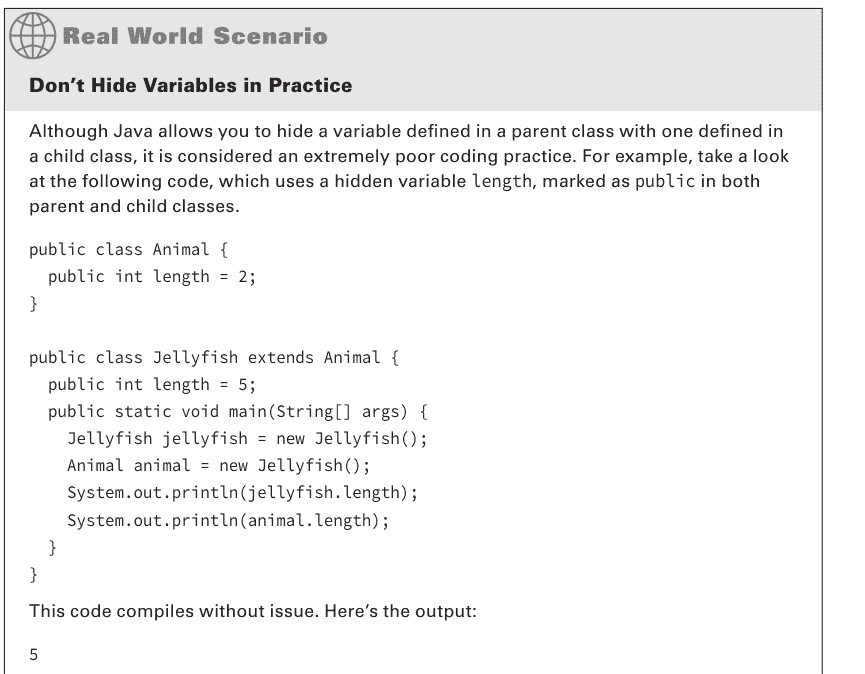 Real World Scenario
Don't Hide Variables in Practice
Although Java allows you to hide a variable defined in a parent class with one defined in
a child class, it is considered an extremely poor coding practice. For example, take a look
at the following code, which uses a hidden variable length, marked as public in both
parent and child classes.
public class Animal {
  public int length = 2;
}
public class Jellyfish extends Animal {
  public int length = 5;
  public static void main(String[] args) {
    Jellyfish jellyfish = new Jellyfish();
    Animal animal = new Jellyfish();
    System.out.println(jellyfish.length);
    System.out.println(animal.length);
  }
}
This code compiles without issue. Here's the output:
5